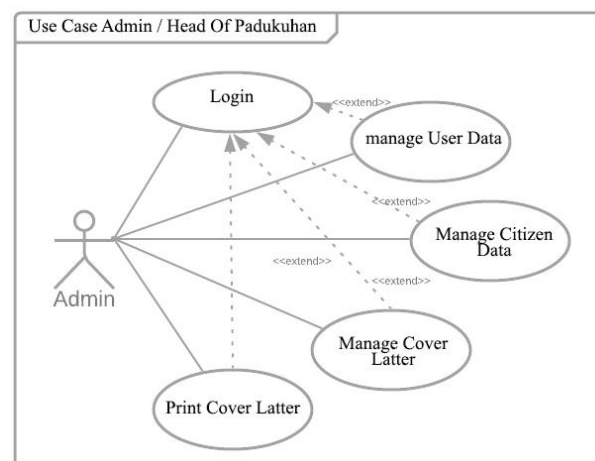 Use Case Admin / Head Of Padukuhan
Login
<<extend>>
manage User Data
<<extend>>
Manage Citizen
Data
<<extend>>
<<extend>>
Admin
Manage Cover
Latter
Print Cover Latter